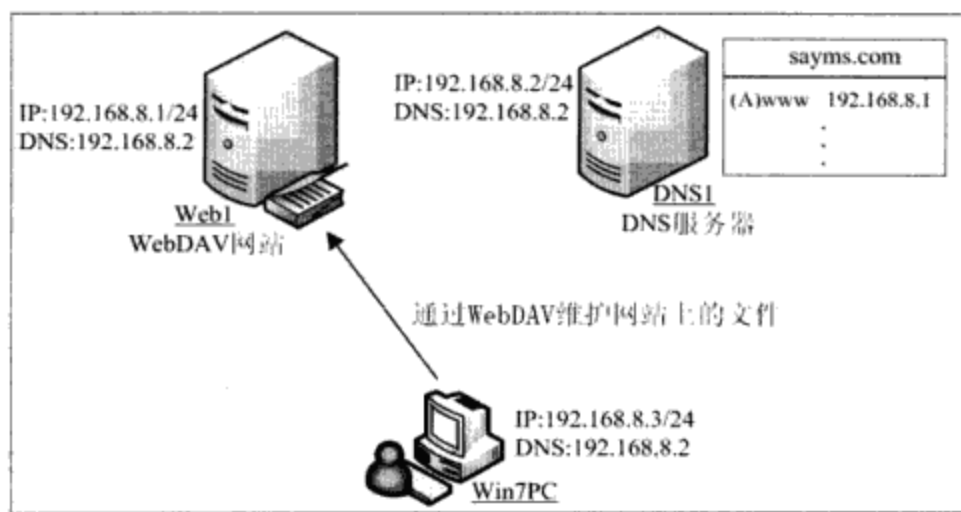 IP:192.168.8.1/24
DNS:192.168.8.2
Web1
WebDAV网站
IP:192.168.8.2/24
DNS:192.168.8.2
DNS1
DNS服务器
sayms.com
(A)www 192.168.8.1
通过WebDAV维护网站上的文件
IP:192.168.8.3/24
DNS:192.168.8.2
Win7PC